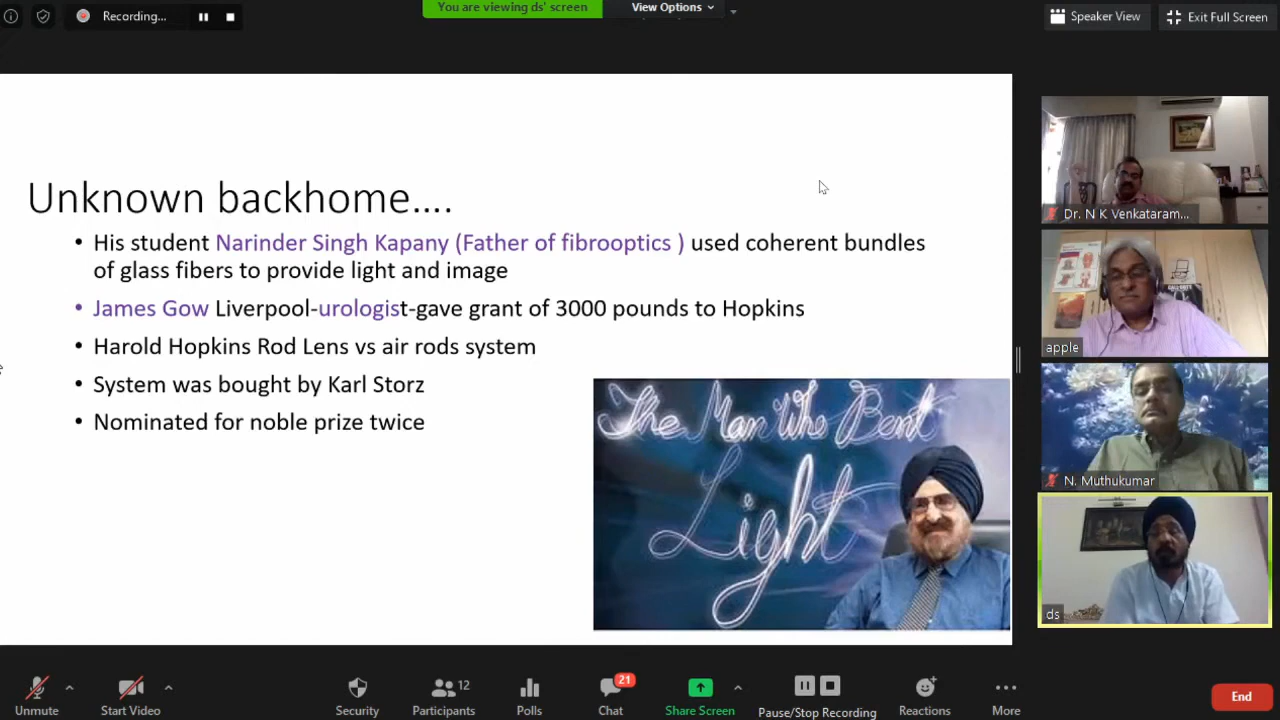 Recording...
You are viewing ds' screen
View Options
Speaker View
Exit Full Screen
Unknown backhome....
• His student Narinder Singh Kapany (Father of fibrooptics ) used coherent bundles
of glass fibers to provide light and image
• James Gow Liverpool-urologist-gave grant of 3000 pounds to Hopkins
• Harold Hopkins Rod Lens vs air rods system
• System was bought by Karl Storz
• Nominated for noble prize twice
The Man Who Bent
Light
Dr. N K Venkataram...
apple
N. Muthukumar
ds
Unmute
Start Video
Security
12
Participants
Polls
21
Chat
Share Screen
Pause/Stop Recording
Reactions
More
End